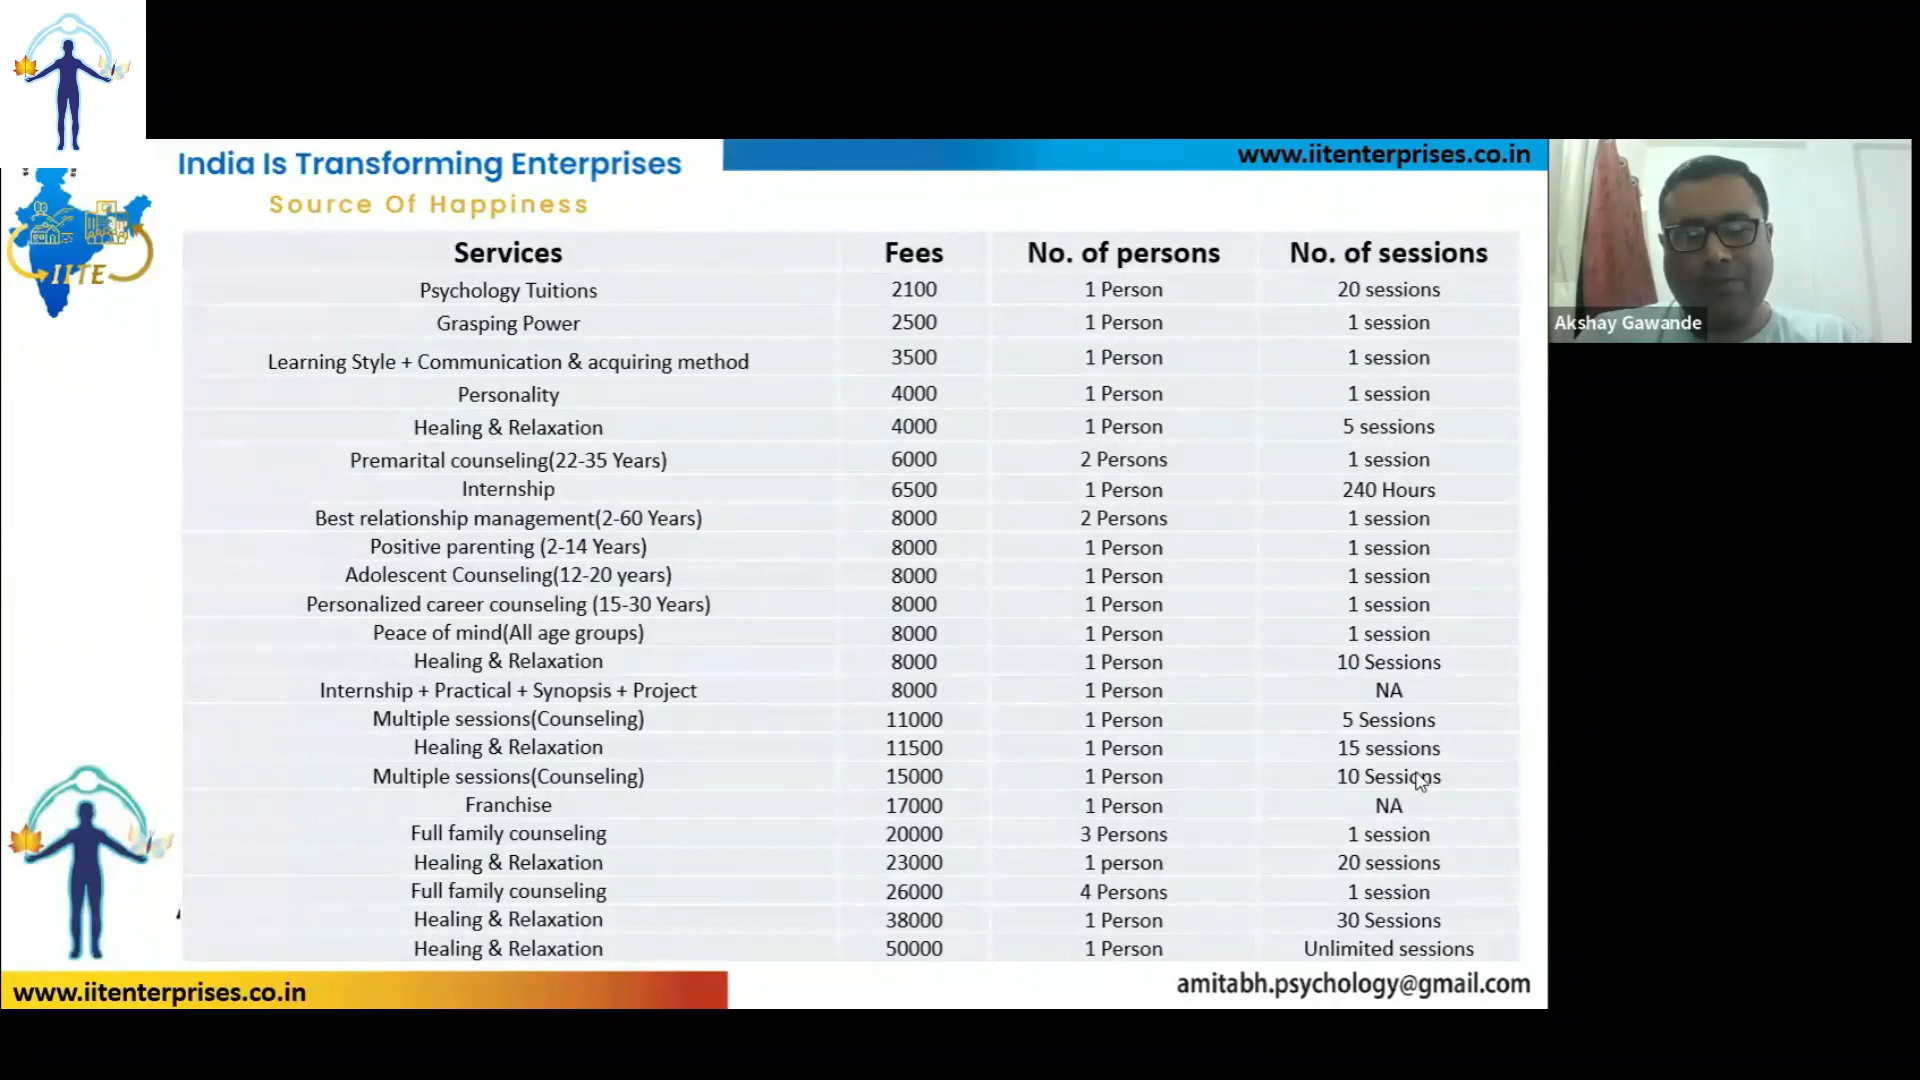 India Is Transforming Enterprises
www.iitenterprises.co.in
Source Of Happiness
IITE
Akshay Gawande
Services Fees No. of persons No. of sessions
Psychology Tuitions 2100 1 Person 20 sessions
Grasping Power 2500 1 Person 1 session
Learning Style + Communication & acquiring method 3500 1 Person 1 session
Personality 4000 1 Person 1 session
Healing & Relaxation 4000 1 Person 5 sessions
Premarital counseling(22-35 Years) 6000 2 Persons 1 session
Internship 6500 1 Person 240 Hours
Best relationship management(2-60 Years) 8000 2 Persons 1 session
Positive parenting (2-14 Years) 8000 1 Person 1 session
Adolescent Counseling(12-20 years) 8000 1 Person 1 session
Personalized career counseling (15-30 Years) 8000 1 Person 1 session
Peace of mind(All age groups) 8000 1 Person 1 session
Healing & Relaxation 8000 1 Person 10 Sessions
Internship + Practical + Synopsis + Project 8000 1 Person NA
Multiple sessions(Counseling) 11000 1 Person 5 Sessions
Healing & Relaxation 11500 1 Person 15 sessions
Multiple sessions(Counseling) 15000 1 Person 10 Sessions
Franchise 17000 1 Person NA
Full family counseling 20000 3 Persons 1 session
Healing & Relaxation 23000 1 person 20 sessions
Full family counseling 26000 4 Persons 1 session
Healing & Relaxation 38000 1 Person 30 Sessions
Healing & Relaxation 50000 1 Person Unlimited sessions
www.iitenterprises.co.in
amitabh.psychology@gmail.com